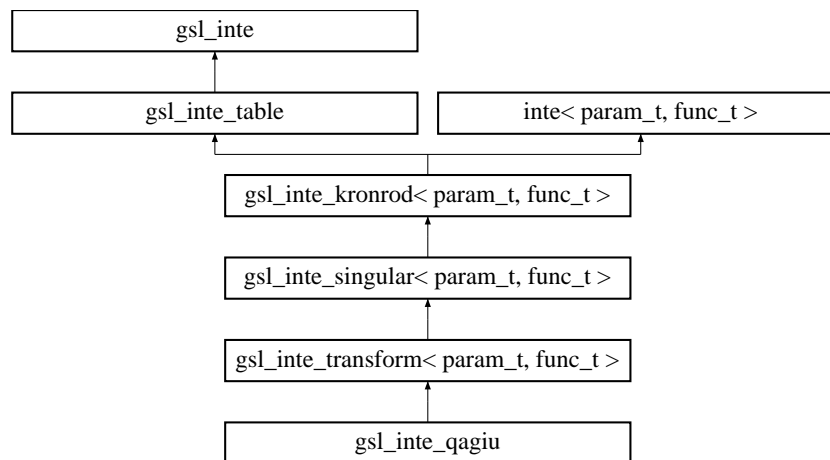 gsl_inte
gsl_inte_table
inte< param_t, func_t >
gsl_inte_kronrod< param_t, func_t >
gsl_inte_singular< param_t, func_t >
gsl_inte_transform< param_t, func_t >
gsl_inte_qagiu